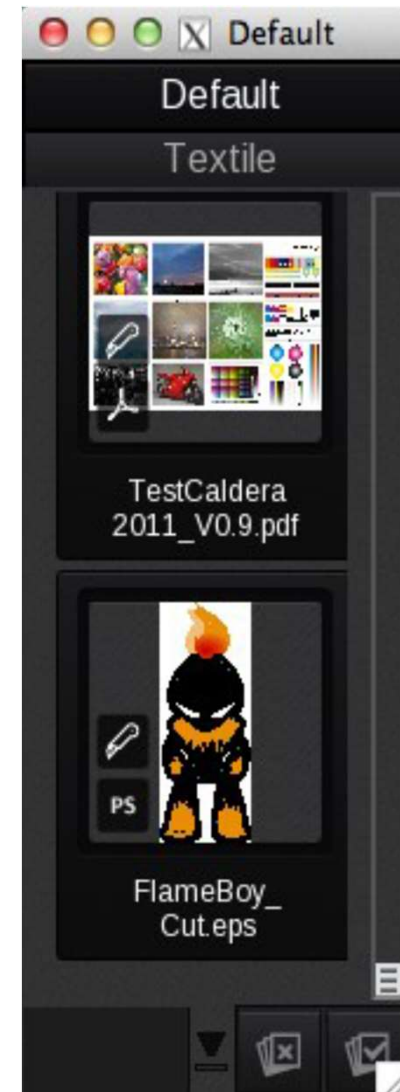 Default
Default
Textile
TestCaldera
2011_V0.9.pdf
PS
FlameBoy_
Cut.eps